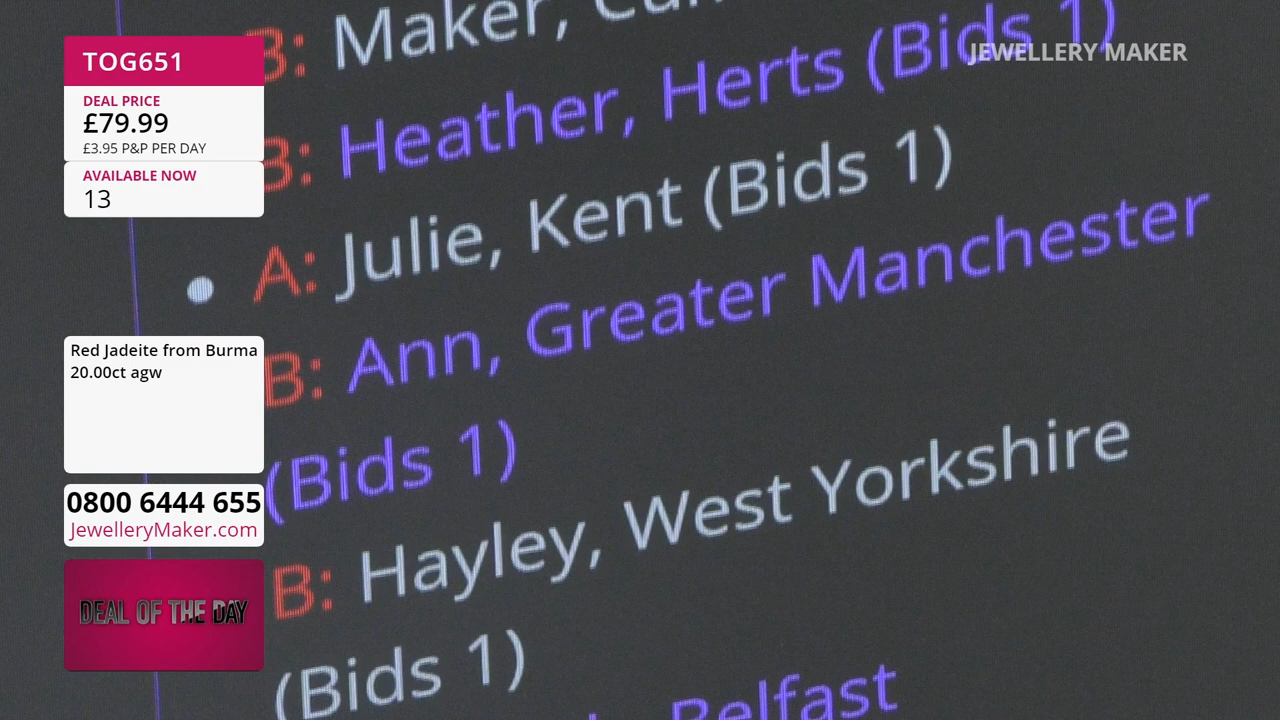 TOG651
DEAL PRICE
£79.99
£3.95 P&P PER DAY
AVAILABLE NOW
13
Red Jadeite from Burma
20.00ct agw
0800 6444 655
JewelleryMaker.com
DEAL OF THE DAY
JEWELLERY MAKER
B: Maker,
B: Heather, Herts (Bids 1)
A: Julie, Kent (Bids 1)
B: Ann, Greater Manchester
(Bids 1)
B: Hayley, West Yorkshire
(Bids 1)
Belfast